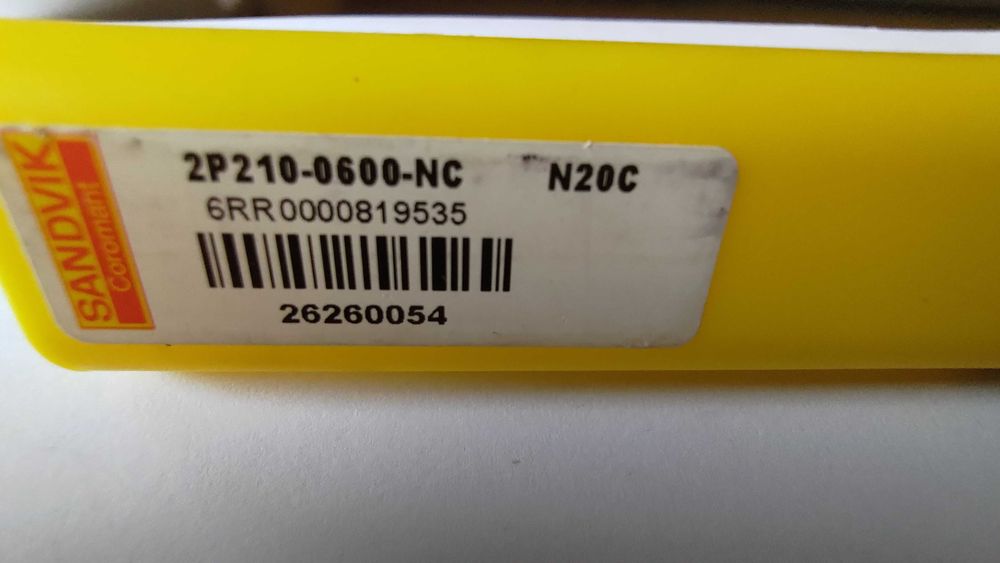 SANDVIK
Coromant
2P210-0600-NC N20C
6RR0000819535
26260054